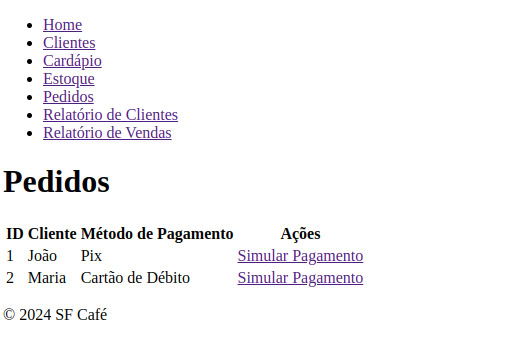 Home
Clientes
Cardápio
Estoque
Pedidos
Relatório de Clientes
Relatório de Vendas
Pedidos
ID Cliente Método de Pagamento Ações
1 João Pix Simular Pagamento
2 Maria Cartão de Débito Simular Pagamento
© 2024 SF Café